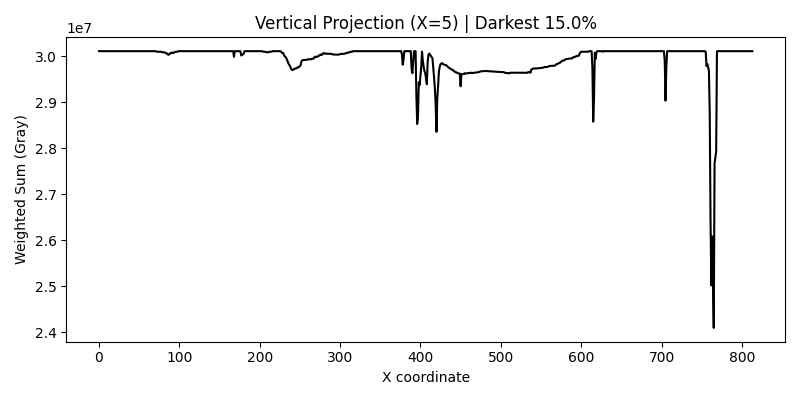 Vertical Projection (X=5) | Darkest 15.0%
1e7
3.0
2.9
2.8
2.7
2.6
2.5
2.4
Weighted Sum (Gray)
0 100 200 300 400 500 600 700 800
X coordinate